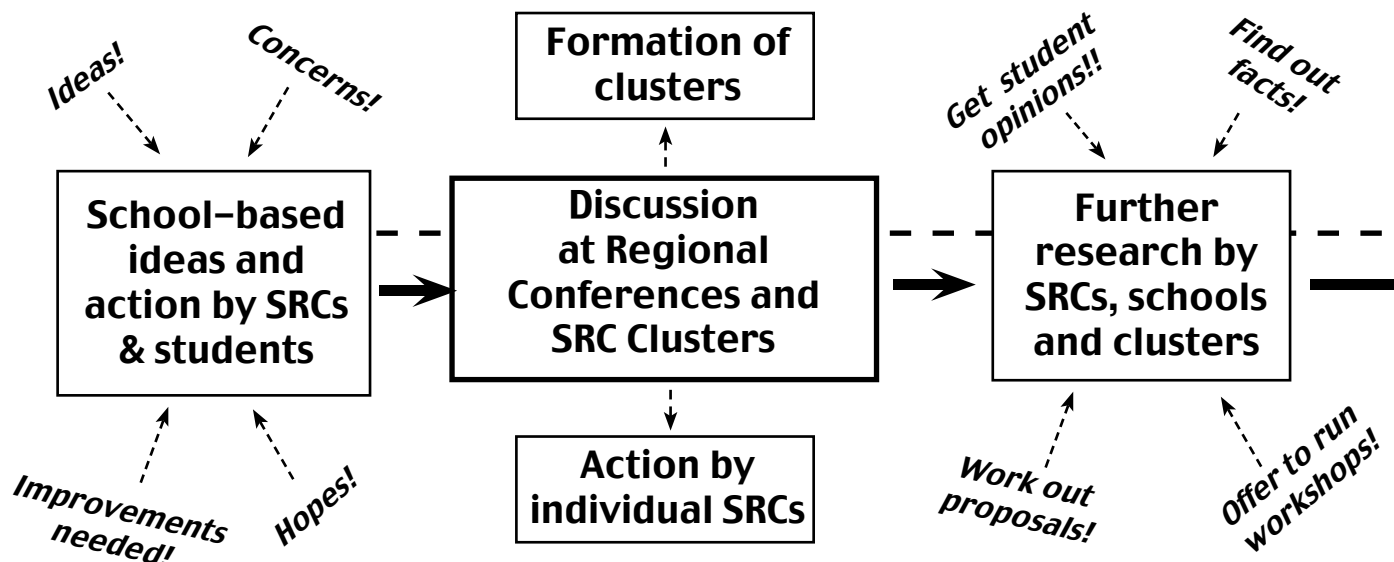 Ideas!
Concerns!
School-based
ideas and
action by SRCs
& students
Improvements
needed!
Hopes!
Formation of
clusters
Discussion
at Regional
Conferences and
SRC Clusters
Action by
individual SRCs
Get student
opinions!!
Find out
facts!
Further
research by
SRCs, schools
and clusters
Work out
proposals!
Offer to run
workshops!